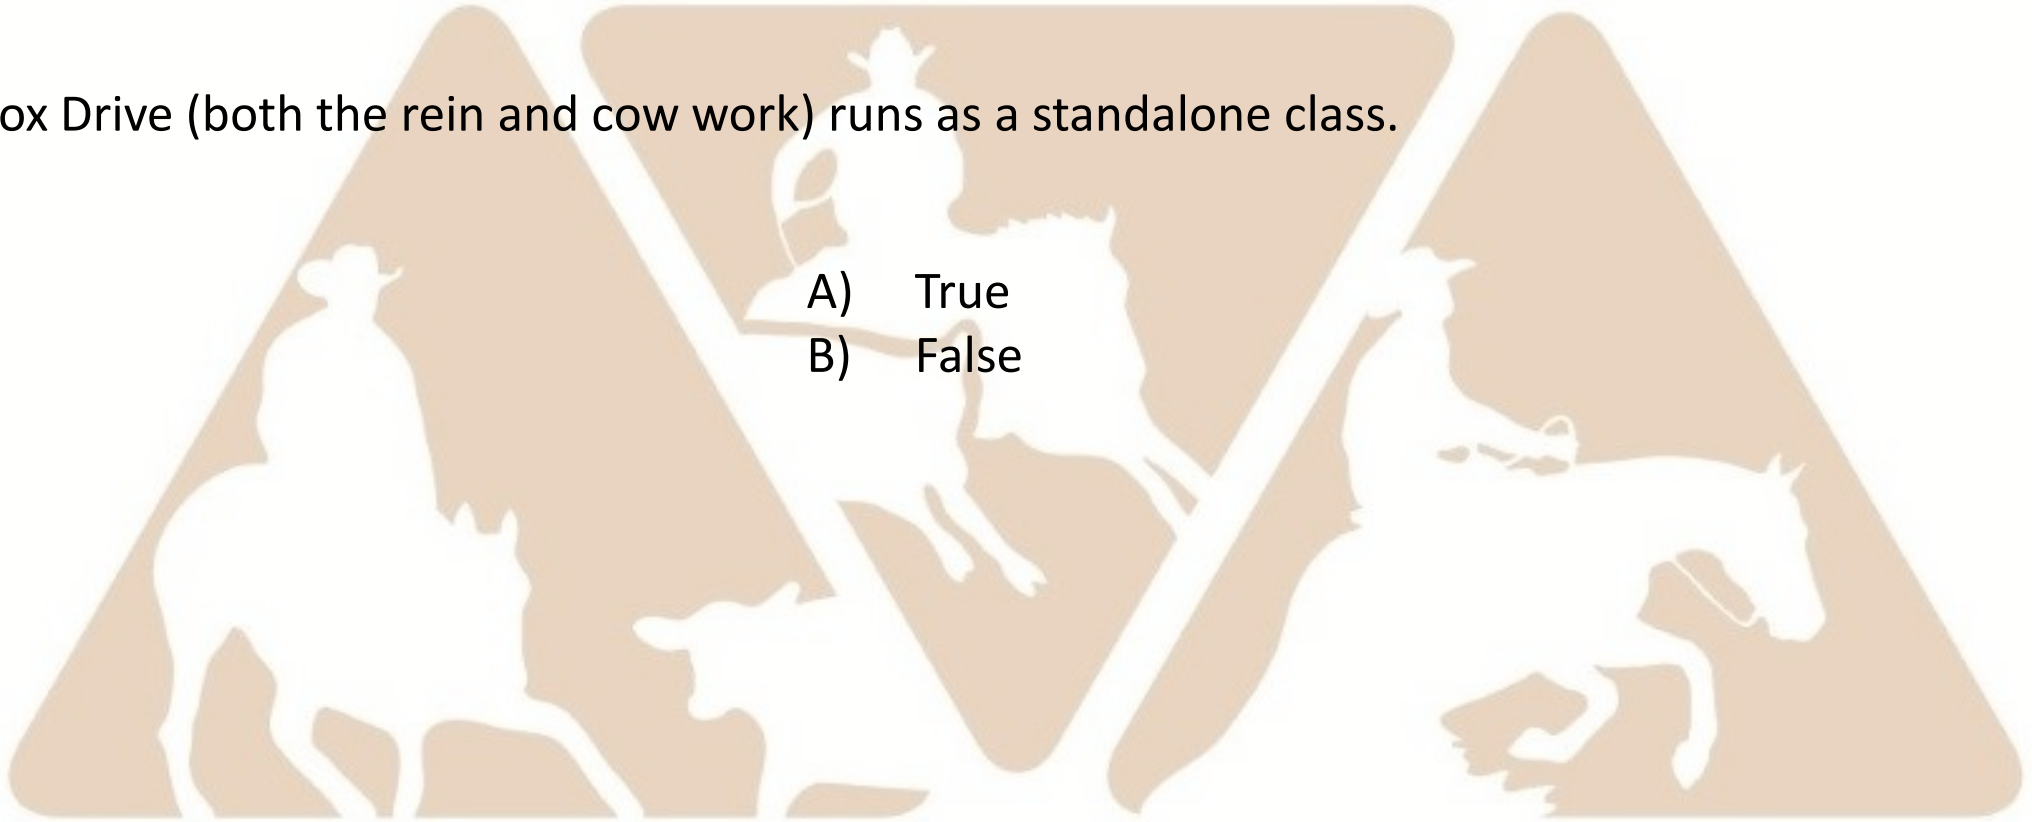 ox Drive (both the rein and cow work) runs as a standalone class.
A) True
B) False